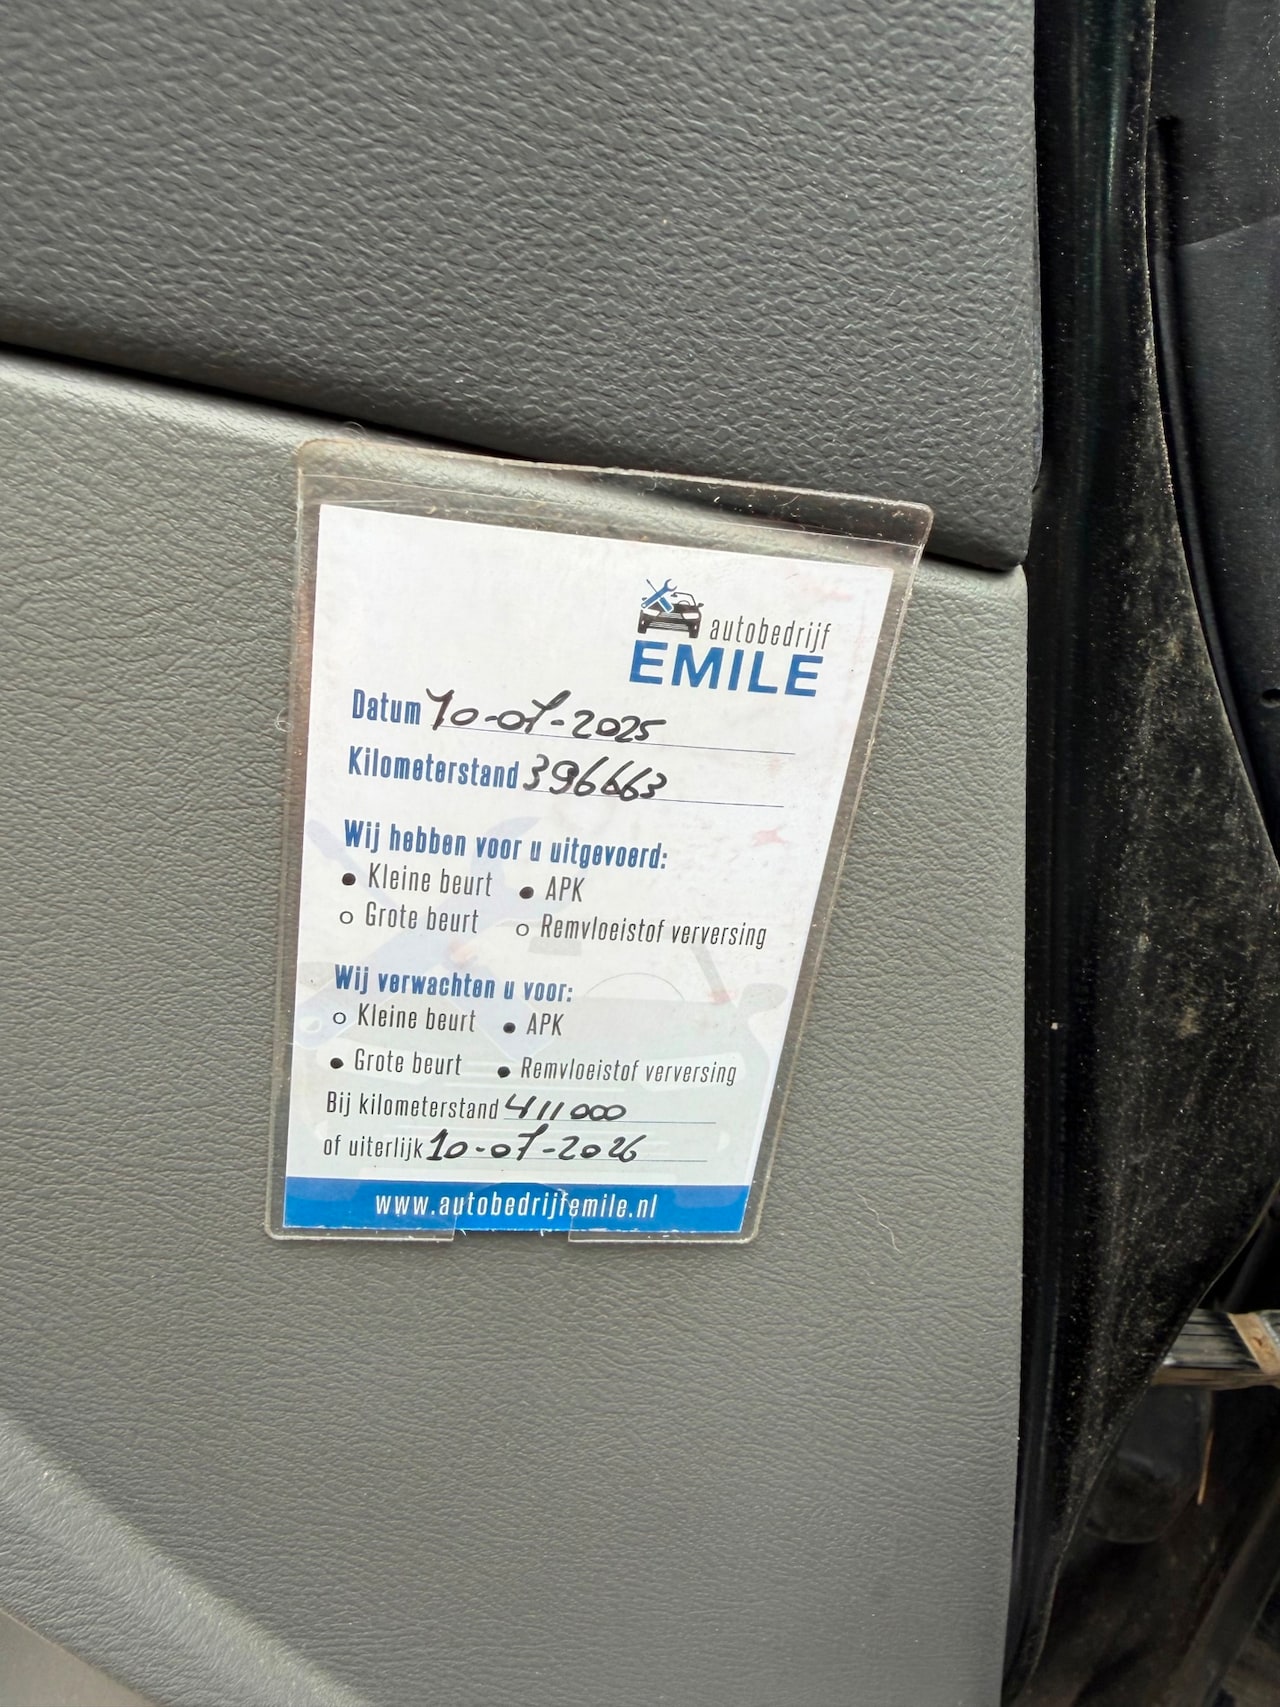 autobedrijf
EMILE
Datum 10-07-2025
Kilometerstand 396663
Wij hebben voor u uitgevoerd:
● Kleine beurt ● APK
○ Grote beurt ○ Remvloeistof verversing
Wij verwachten u voor:
○ Kleine beurt ● APK
● Grote beurt ● Remvloeistof verversing
Bij kilometerstand 411000
of uiterlijk 10-07-2026
www.autobedrijfemile.nl